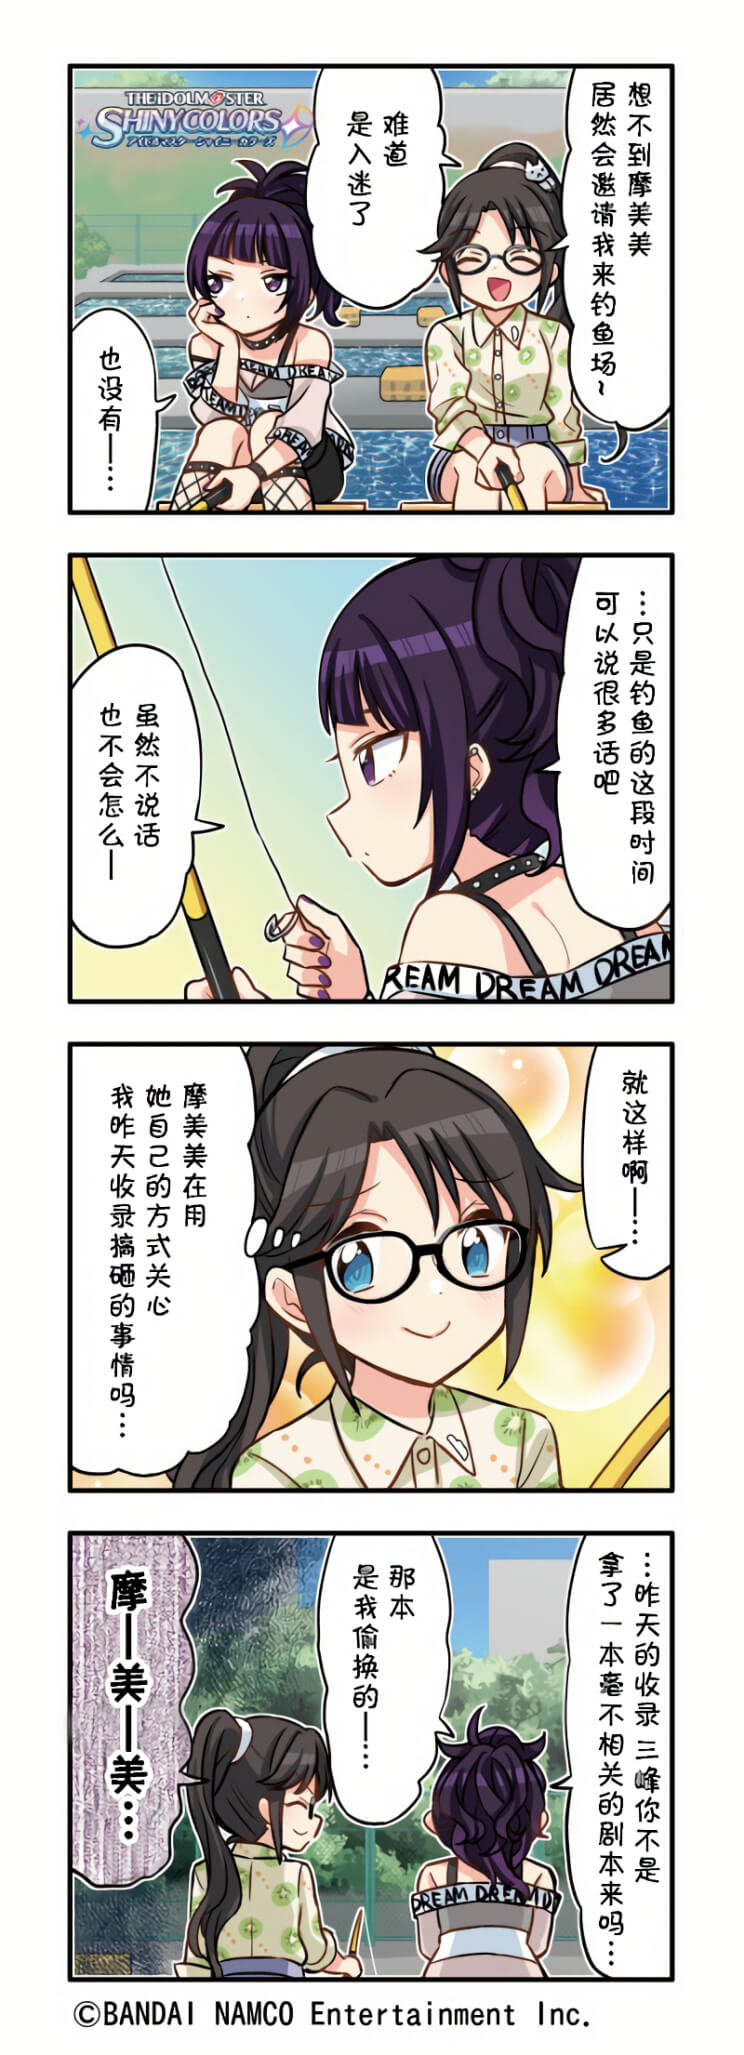 THE iDOLM@STER
SHINYCOLORS
アイドルマスターシャイニーカラーズ
想不到摩美美
居然会邀请我来钓鱼场~
难道
是入迷了
也没有—…
DREAM DREAM
DREAM
DREAM
…只是钓鱼的这段时间
可以说很多话吧
虽然不说话
也不会怎么—
REAM DREAM DREAM
就这样啊—…
摩美美在用
她自己的方式关心
我昨天收录搞砸的事情吗…
…昨天的收录 三峰你不是
拿了一本毫不相关的剧本来吗…
那本
是我偷换的—…
摩—美—美…
DREAM DREAM
©BANDAI NAMCO Entertainment Inc.